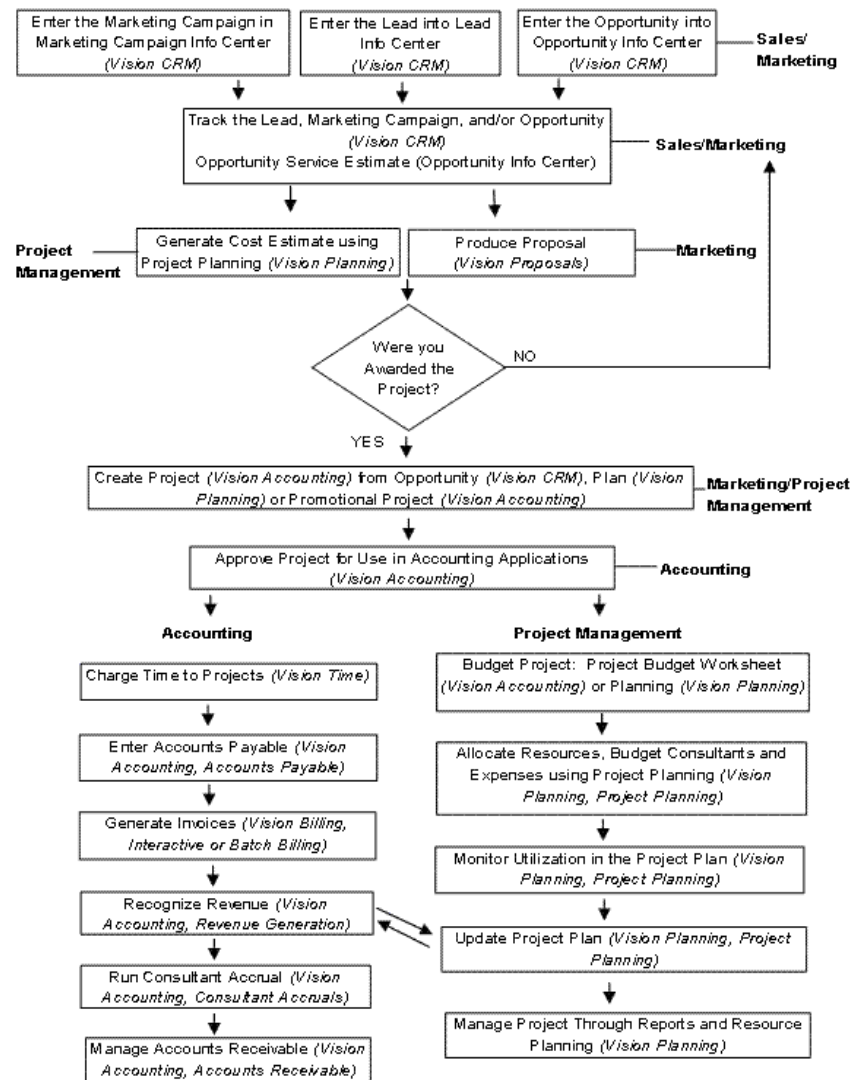 Enter the Marketing Campaign in
Marketing Campaign Info Center
(Vision CRM)
Enter the Lead into Lead
Info Center
(Vision CRM)
Enter the Opportunity into
Opportunity Info Center
(Vision CRM)
Sales/
Marketing
Track the Lead, Marketing Campaign, and/or Opportunity
(Vision CRM)
Opportunity Service Estimate (Opportunity Info Center)
Sales/Marketing
Project
Management
Generate Cost Estimate using
Project Planning (Vision Planning)
Produce Proposal
(Vision Proposals)
Marketing
Were you
Awarded the
Project?
NO
YES
Create Project (Vision Accounting) from Opportunity (Vision CRM), Plan (Vision
Planning) or Promotional Project (Vision Accounting)
Marketing/Project
Management
Approve Project for Use in Accounting Applications
(Vision Accounting)
Accounting
Accounting
Charge Time to Projects (Vision Time)
Enter Accounts Payable (Vision
Accounting, Accounts Payable)
Generate Invoices (Vision Billing,
Interactive or Batch Billing)
Recognize Revenue (Vision
Accounting, Revenue Generation)
Run Consultant Accrual (Vision
Accounting, Consultant Accruals)
Manage Accounts Receivable (Vision
Accounting, Accounts Receivable)
Project Management
Budget Project: Project Budget Worksheet
(Vision Accounting) or Planning (Vision Planning)
Allocate Resources, Budget Consultants and
Expenses using Project Planning (Vision
Planning, Project Planning)
Monitor Utilization in the Project Plan (Vision
Planning, Project Planning)
Update Project Plan (Vision Planning, Project
Planning)
Manage Project Through Reports and Resource
Planning (Vision Planning)